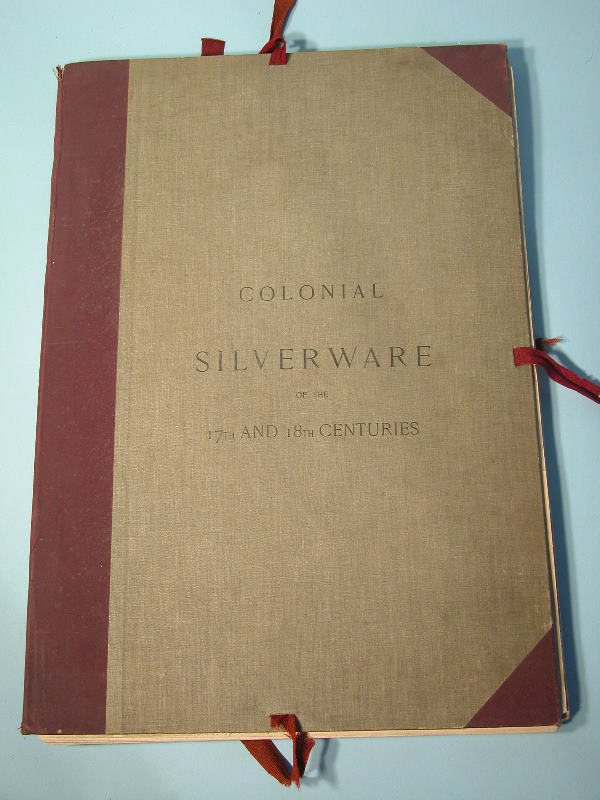 COLONIAL
SILVERWARE
OF THE
17TH AND 18TH CENTURIES